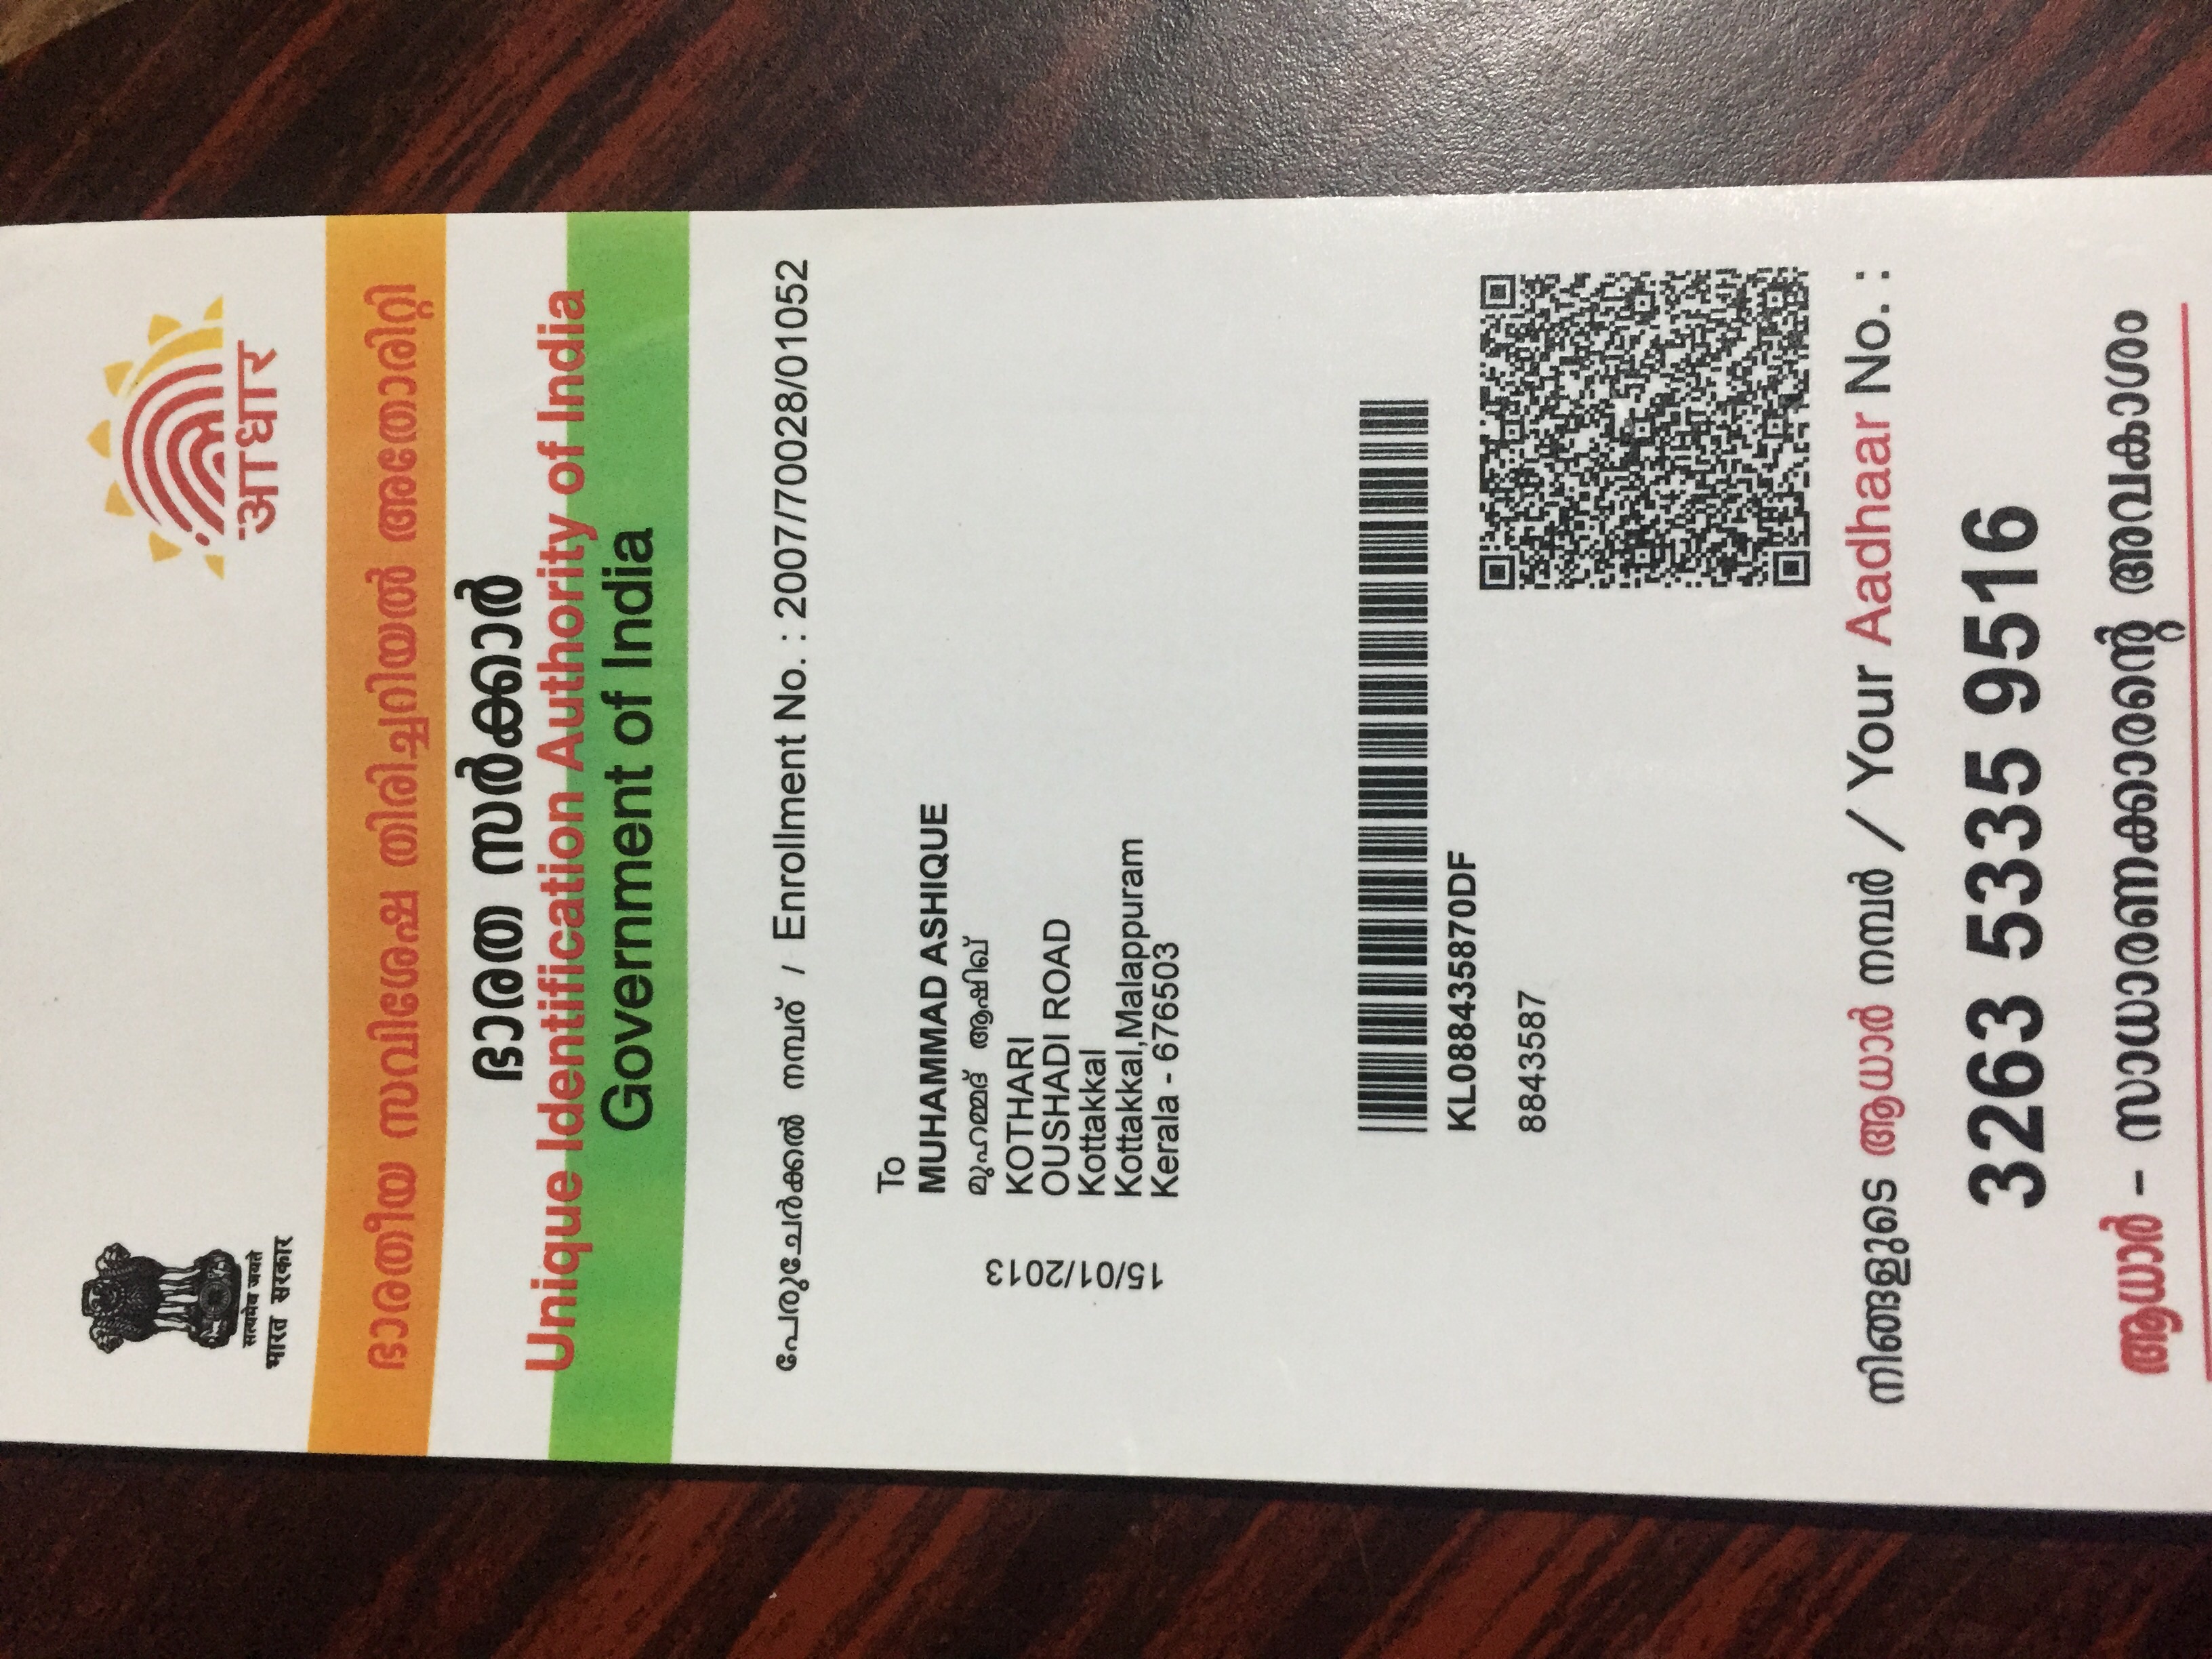 सत्यमेव जयते
भारत सरकार
आधार
ഭാരതീയ സവിശേഷ തിരിച്ചറിയൽ അതോരിറ്റി
ഭാരത സർക്കാർ
Unique Identification Authority of India
Government of India
പേരുചേർക്കൽ നമ്പര് / Enrollment No. : 2007/70028/01052
To
MUHAMMAD ASHIQUE
മുഹമ്മദ് ആഷിഖ്
KOTHARI
OUSHADI ROAD
Kottakkal
Kottakkal,Malappuram
Kerala - 676503
15/01/2013
KL088435870DF
8843587
നിങ്ങളുടെ ആധാർ നമ്പർ / Your Aadhaar No. :
3263 5335 9516
ആധാർ - സാധാരണക്കാരന്റെ അവകാശം